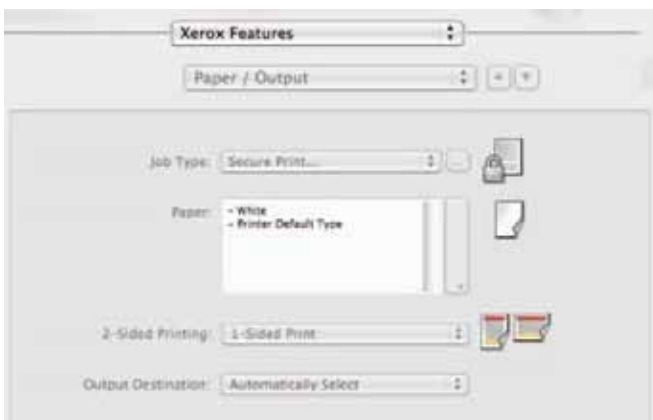 Xerox Features
Paper / Output
Job Type: Secure Print...
Paper: - White
- Printer Default Type
2-Sided Printing: 1-Sided Print
Output Destination: Automatically Select